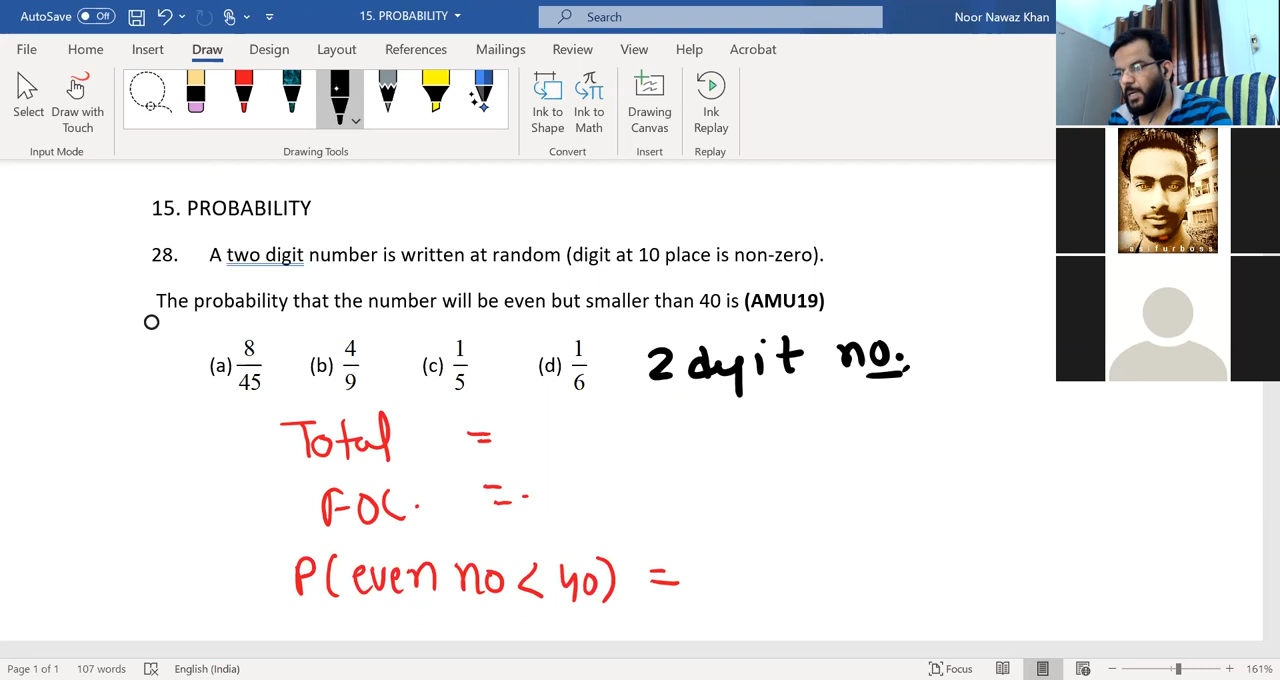 AutoSave Off 15. PROBABILITY Search Noor Nawaz Khan
File Home Insert Draw Design Layout References Mailings Review View Help Acrobat
Select Draw with Touch Ink to Shape Ink to Math Drawing Canvas Ink Replay
Input Mode Drawing Tools Convert Insert Replay
asifurboss
15. PROBABILITY
28. A two digit number is written at random (digit at 10 place is non-zero).
The probability that the number will be even but smaller than 40 is (AMU19)
(a) 8/45 (b) 4/9 (c) 1/5 (d) 1/6 2 dyit no.
Total =
FOC. =
P(even no < 40) =
Page 1 of 1 107 words English (India) Focus 161%